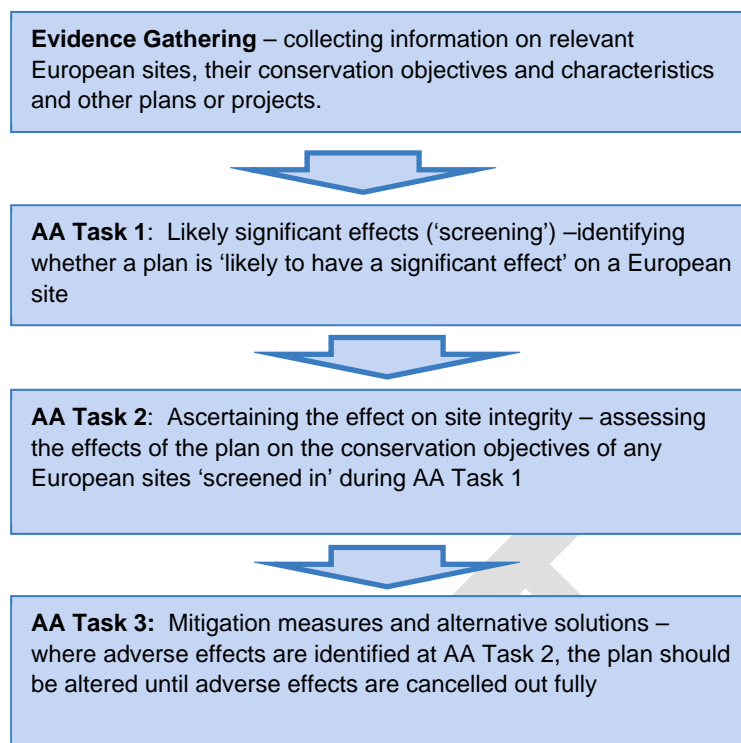 Evidence Gathering – collecting information on relevant
European sites, their conservation objectives and characteristics
and other plans or projects.
AA Task 1:  Likely significant effects (‘screening’) –identifying
whether a plan is ‘likely to have a significant effect’ on a European
site
AA Task 2:  Ascertaining the effect on site integrity – assessing
the effects of the plan on the conservation objectives of any
European sites ‘screened in’ during AA Task 1
AA Task 3:  Mitigation measures and alternative solutions –
where adverse effects are identified at AA Task 2, the plan should
be altered until adverse effects are cancelled out fully